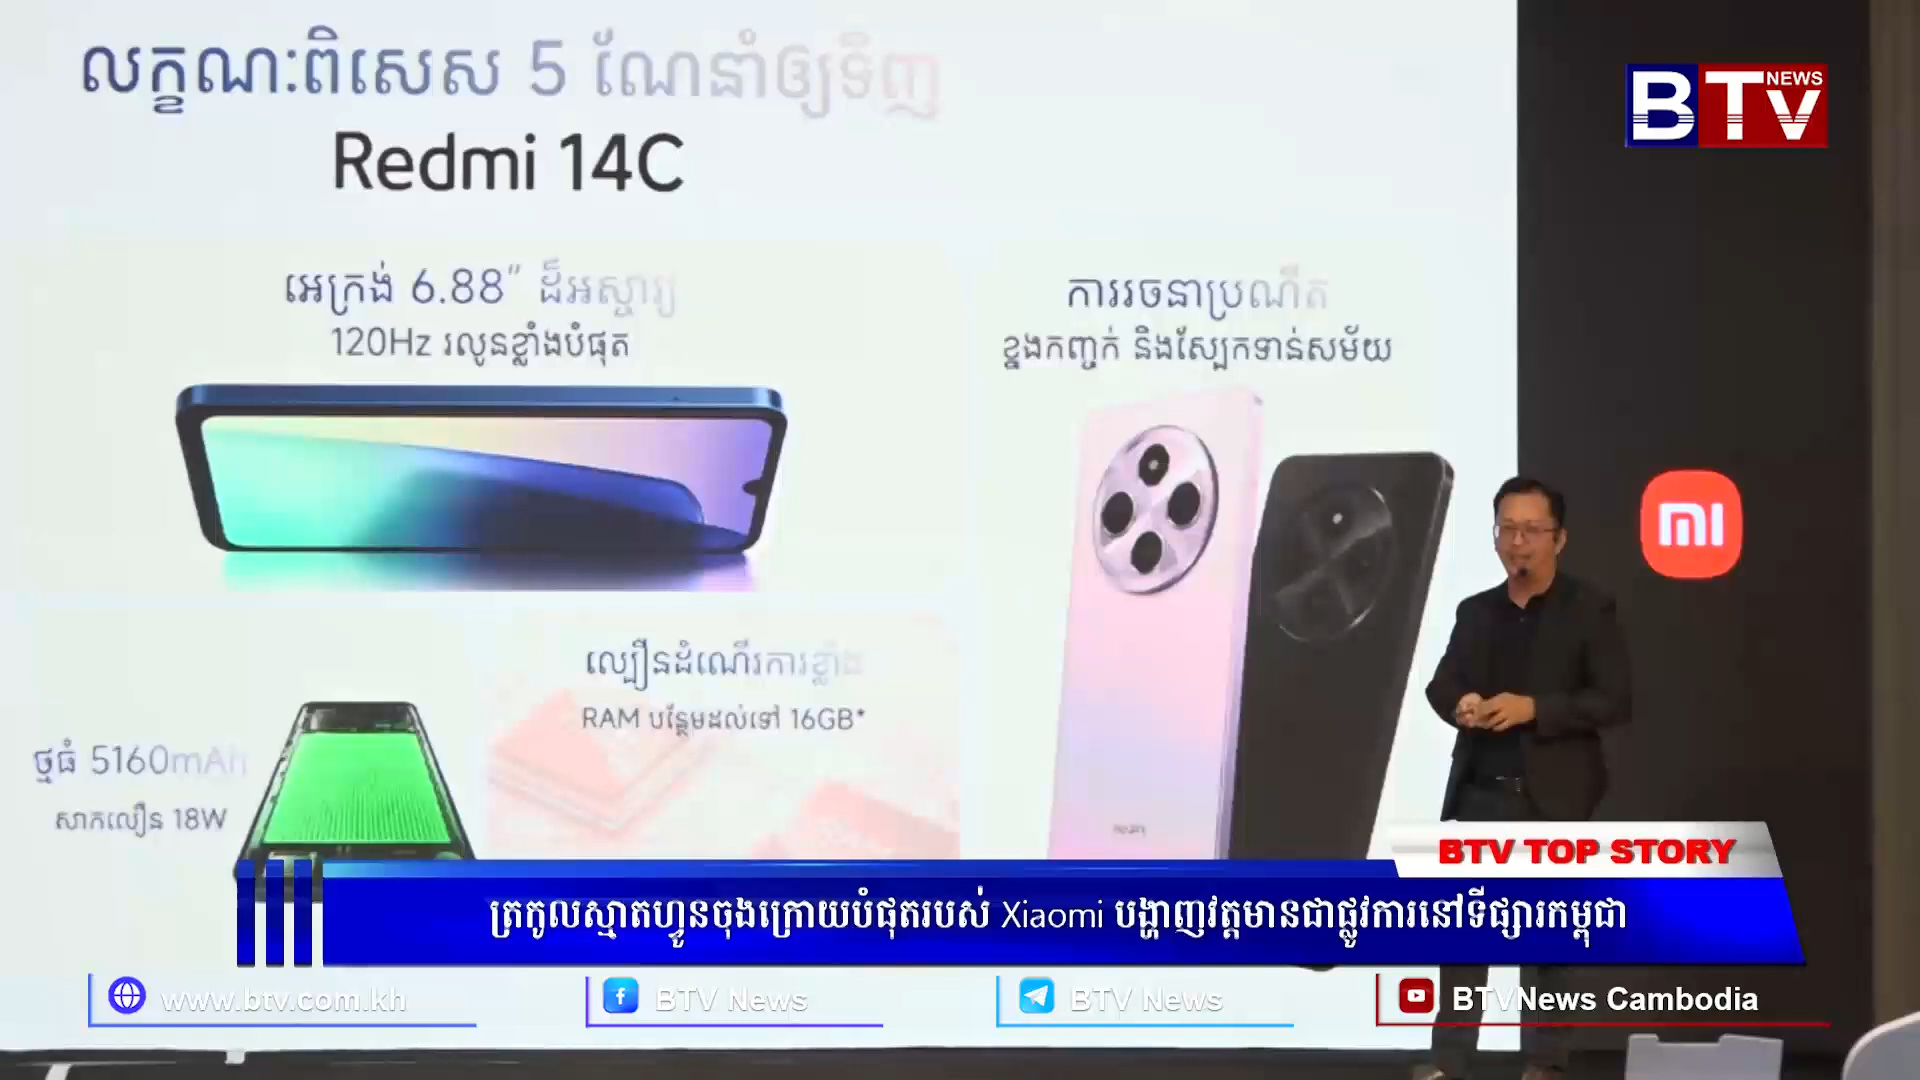 លក្ខណៈពិសេស 5 ណែនាំឲ្យទិញ
Redmi 14C
BTV NEWS
អេក្រង់ 6.88” ដ៏អស្ចារ្យ
120Hz រលូនខ្លាំងបំផុត
ការរចនាប្រណីត
ខ្នងកញ្ចក់ និងស្បែកទាន់សម័យ
ល្បឿនដំណើរការខ្លាំង
RAM បន្ថែមដល់ទៅ 16GB*
ថ្មធំ 5160mAh
សាកលឿន 18W
BTV TOP STORY
ត្រកូលស្មាតហ្វូនចុងក្រោយបំផុតរបស់ Xiaomi បង្ហាញវត្តមានជាផ្លូវការនៅទីផ្សារកម្ពុជា
www.btv.com.kh
BTV News
BTV News
BTVNews Cambodia